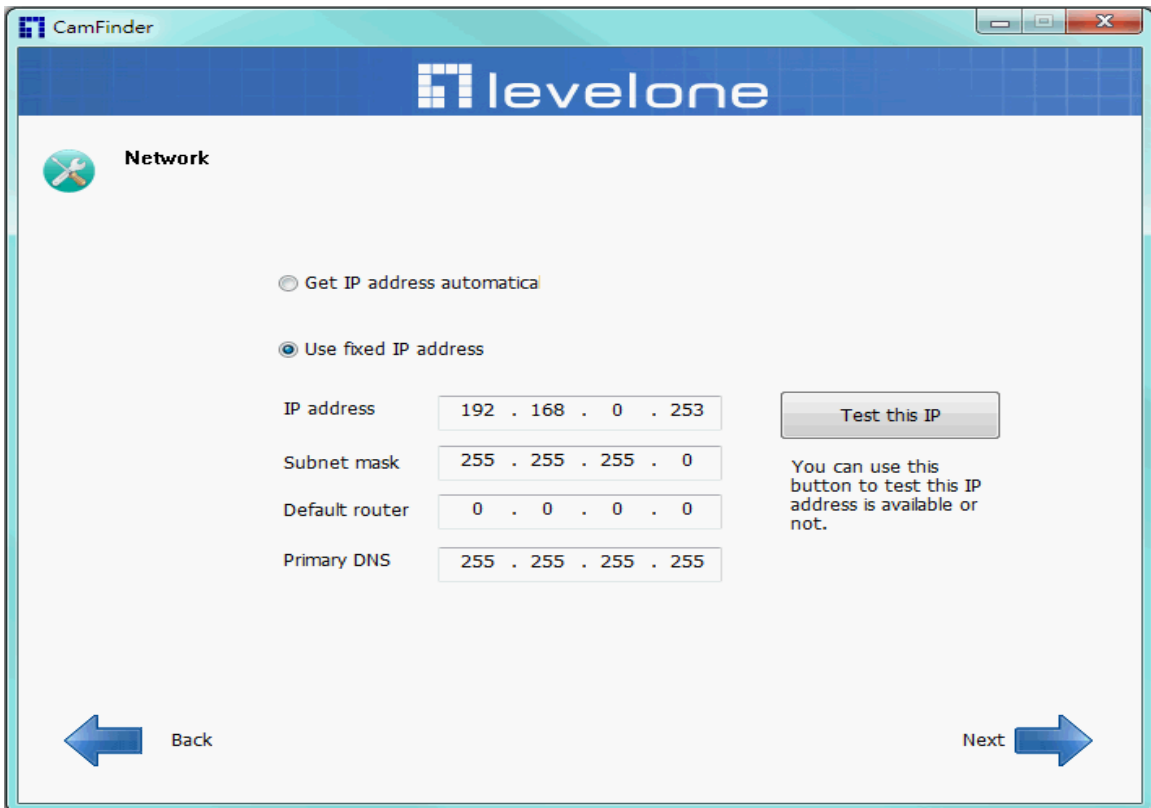 CamFinder
levelone
Network
Get IP address automatical
Use fixed IP address
IP address 192 . 168 . 0 . 253
Test this IP
Subnet mask 255 . 255 . 255 . 0
You can use this
button to test this IP
address is available or
not.
Default router 0 . 0 . 0 . 0
Primary DNS 255 . 255 . 255 . 255
Back
Next